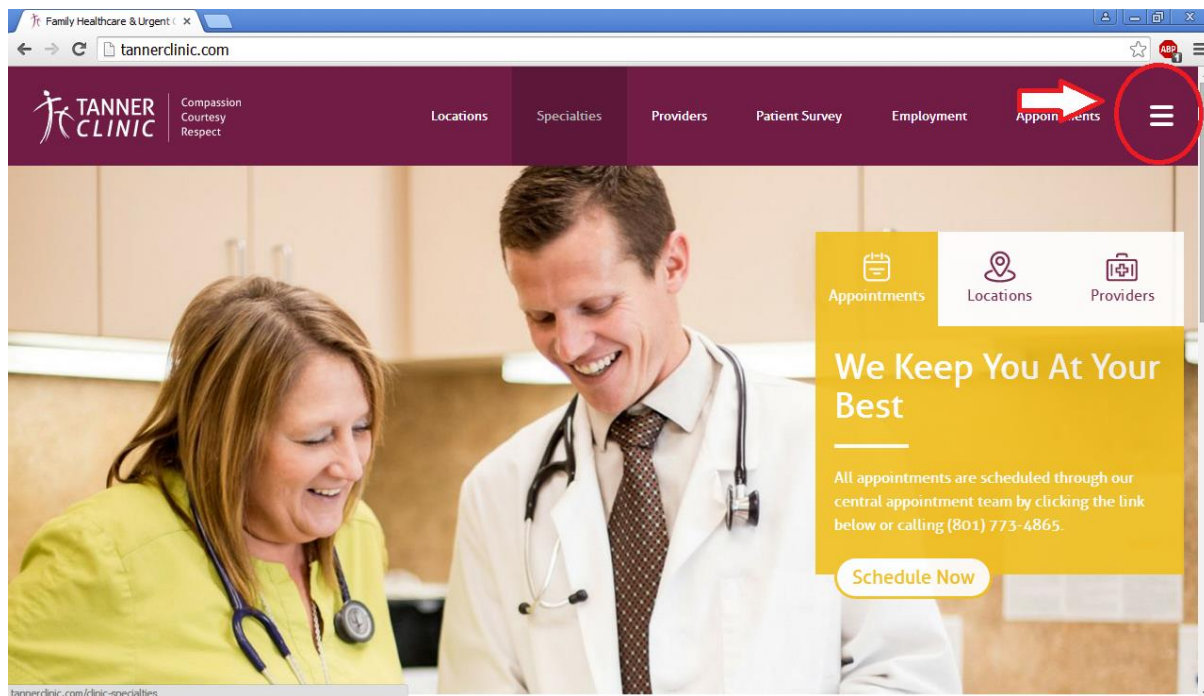 Family Healthcare & Urgent C
tannerclinic.com
ABP
1
TANNER
CLINIC
Compassion
Courtesy
Respect
Locations
Specialties
Providers
Patient Survey
Employment
Appointments
Appointments
Locations
Providers
We Keep You At Your
Best
All appointments are scheduled through our
central appointment team by clicking the link
below or calling (801) 773-4865.
Schedule Now
tannerclinic.com/clinic-specialties